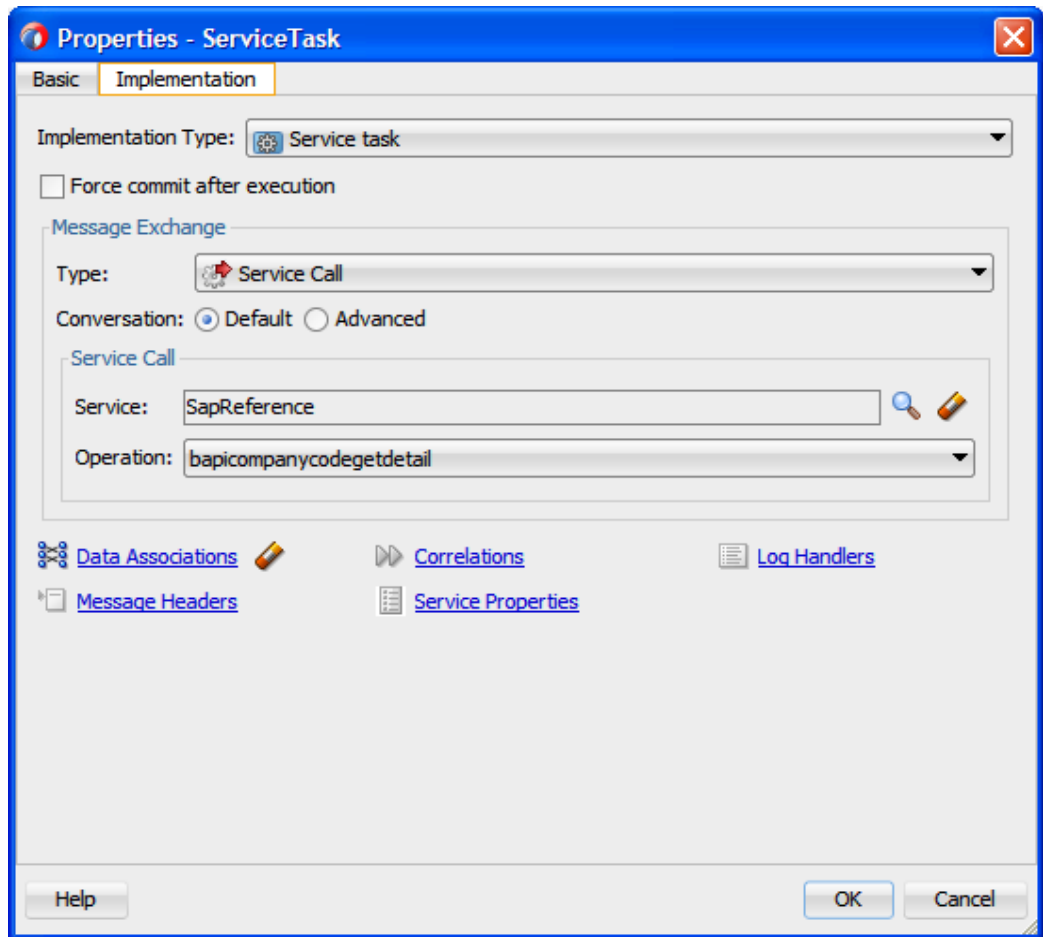 Properties - ServiceTask
Basic Implementation
Implementation Type: Service task
Force commit after execution
Message Exchange
Type: Service Call
Conversation: Default Advanced
Service Call
Service: SapReference
Operation: bapicompanycodegetdetail
Data Associations Correlations Log Handlers
Message Headers Service Properties
Help OK Cancel